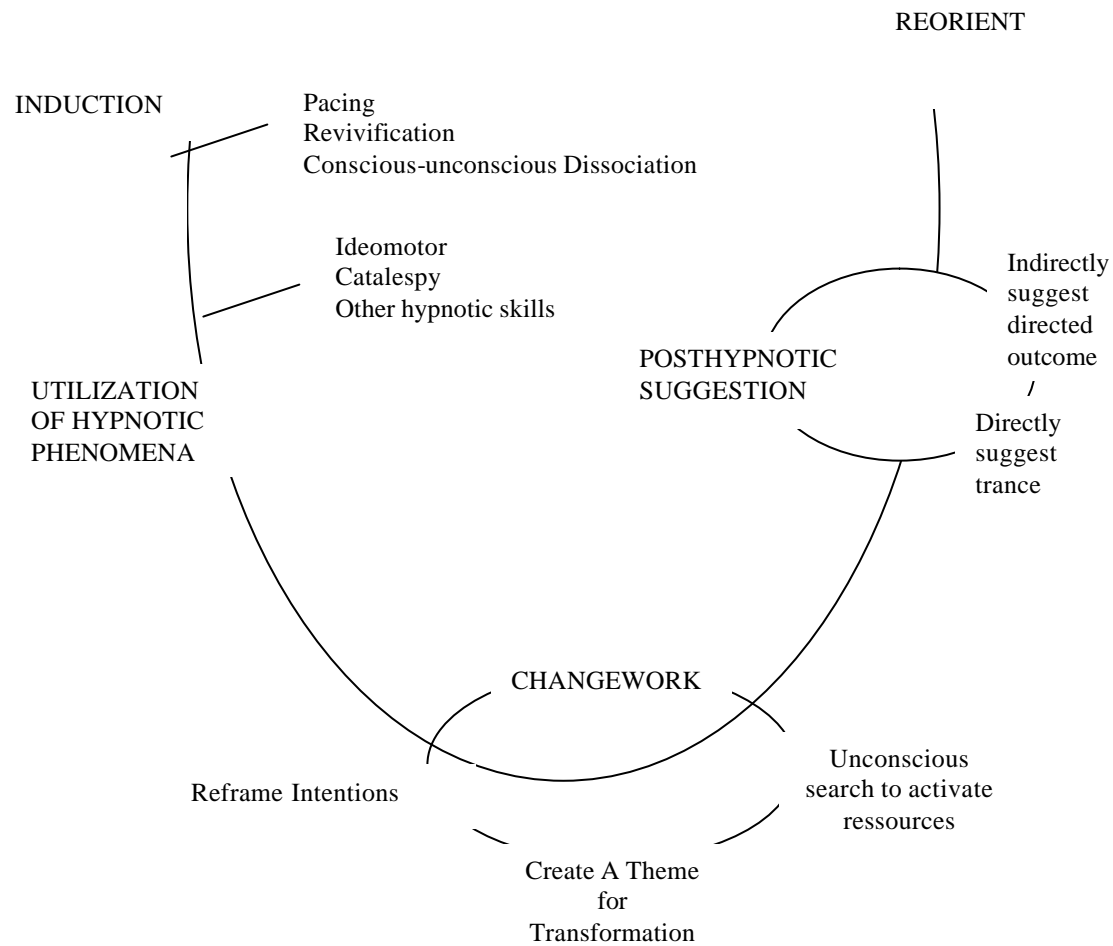 REORIENT
INDUCTION
Pacing
Revivification
Conscious-unconscious Dissociation
Ideomotor
Catalespy
Other hypnotic skills
UTILIZATION
OF HYPNOTIC
PHENOMENA
POSTHYPNOTIC
SUGGESTION
Indirectly
suggest
directed
outcome
Directly
suggest
trance
CHANGEWORK
Reframe Intentions
Unconscious
search to activate
ressources
Create A Theme
for
Transformation